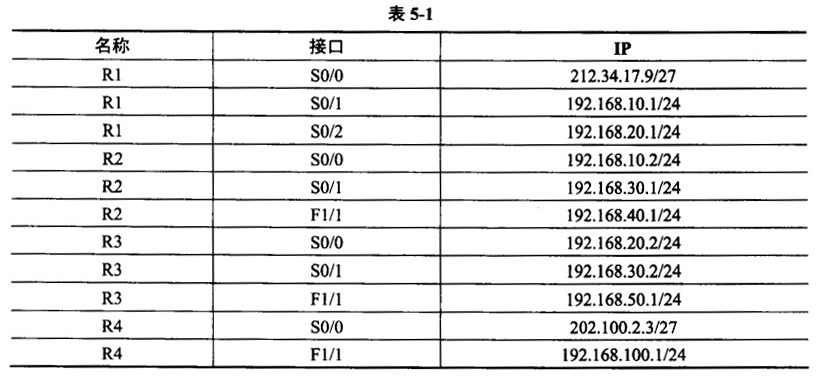 表 5-1
名称 接口 IP
R1 S0/0 212.34.17.9/27
R1 S0/1 192.168.10.1/24
R1 S0/2 192.168.20.1/24
R2 S0/0 192.168.10.2/24
R2 S0/1 192.168.30.1/24
R2 F1/1 192.168.40.1/24
R3 S0/0 192.168.20.2/24
R3 S0/1 192.168.30.2/24
R3 F1/1 192.168.50.1/24
R4 S0/0 202.100.2.3/27
R4 F1/1 192.168.100.1/24